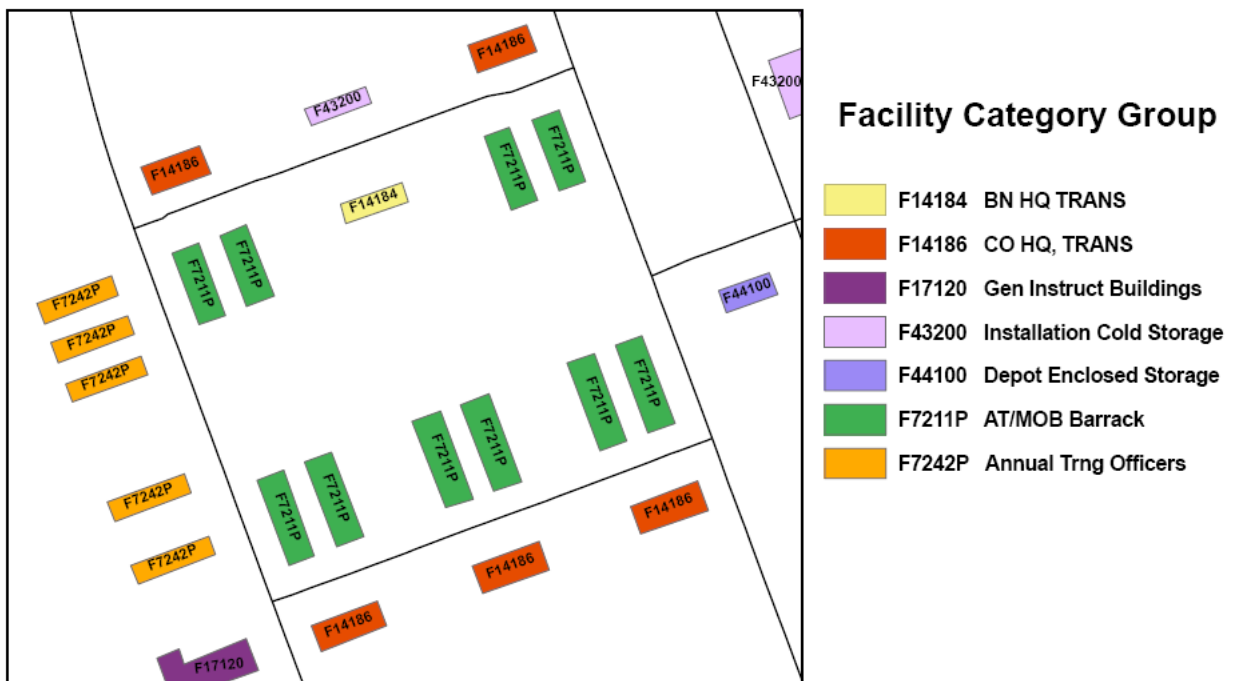 F14186
F43200
F43200
F14186
F7211P
F7211P
F14184
F7211P
F7211P
F7242P
F7242P
F7242P
F44100
F7211P
F7211P
F7211P
F7211P
F7211P
F7211P
F7242P
F7242P
F14186
F14186
F14186
F17120
Facility Category Group
F14184 BN HQ TRANS
F14186 CO HQ, TRANS
F17120 Gen Instruct Buildings
F43200 Installation Cold Storage
F44100 Depot Enclosed Storage
F7211P AT/MOB Barrack
F7242P Annual Trng Officers